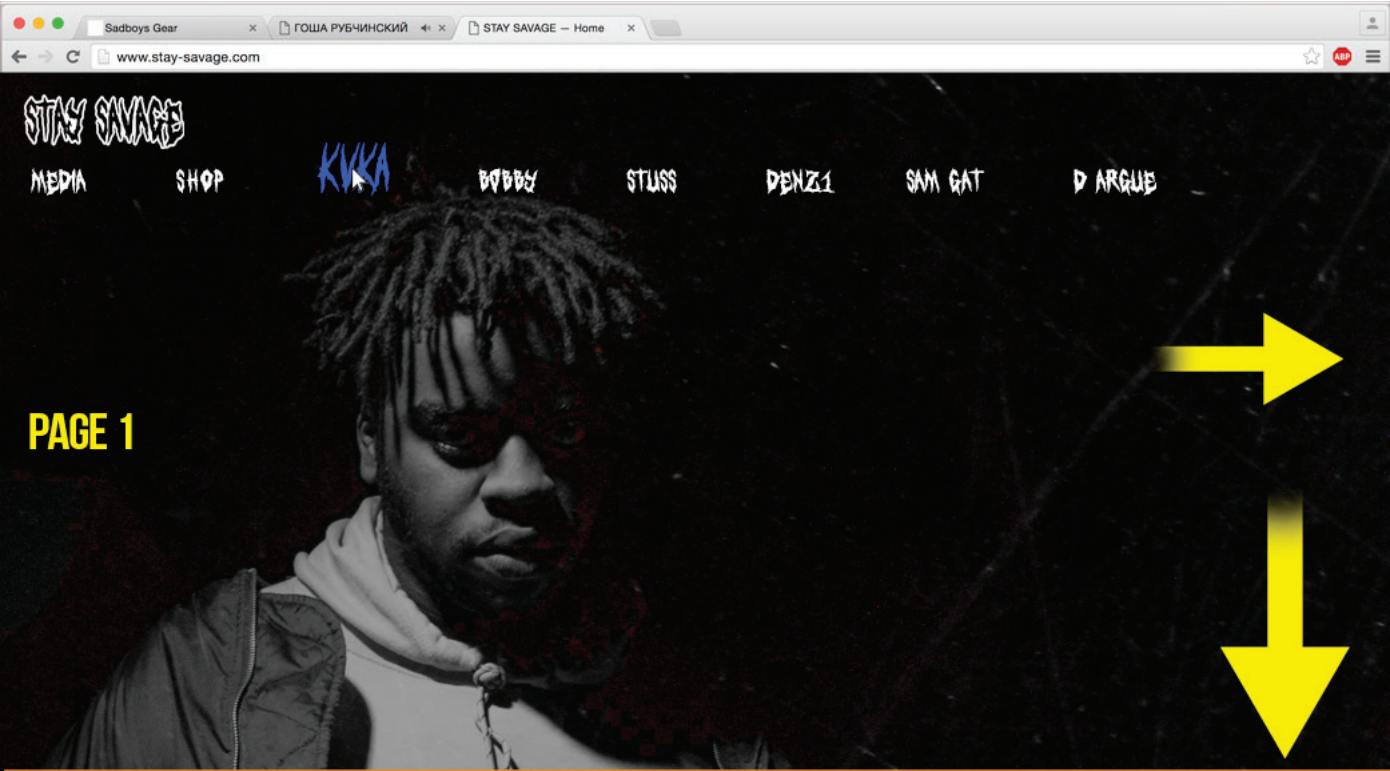 Sadboys Gear
ГОША РУБЧИНСКИЙ
STAY SAVAGE — Home
www.stay-savage.com
ABP
STAY SAVAGE
MEDIA SHOP KVKA BOBBY STUSS DENZ1 SAM GAT D ARGUE
PAGE 1